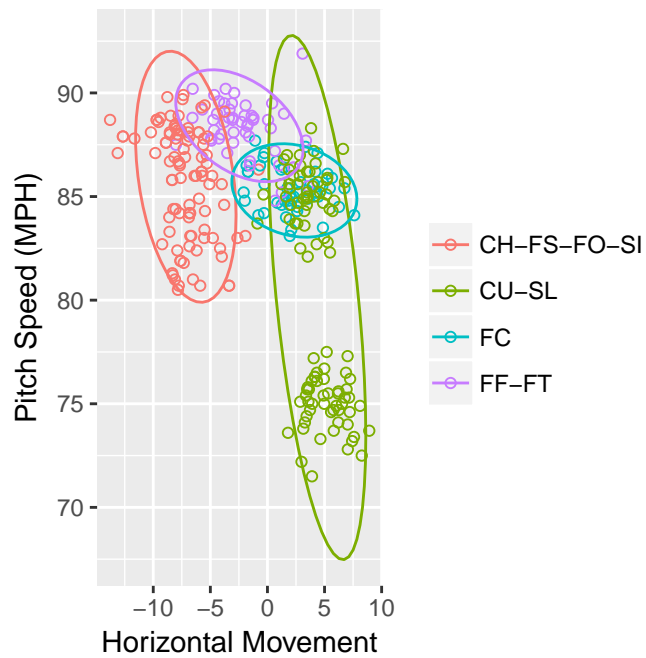 Pitch Speed (MPH)
90
85
80
75
70
−10
−5
0
5
10
Horizontal Movement
CH−FS−FO−SI
CU−SL
FC
FF−FT